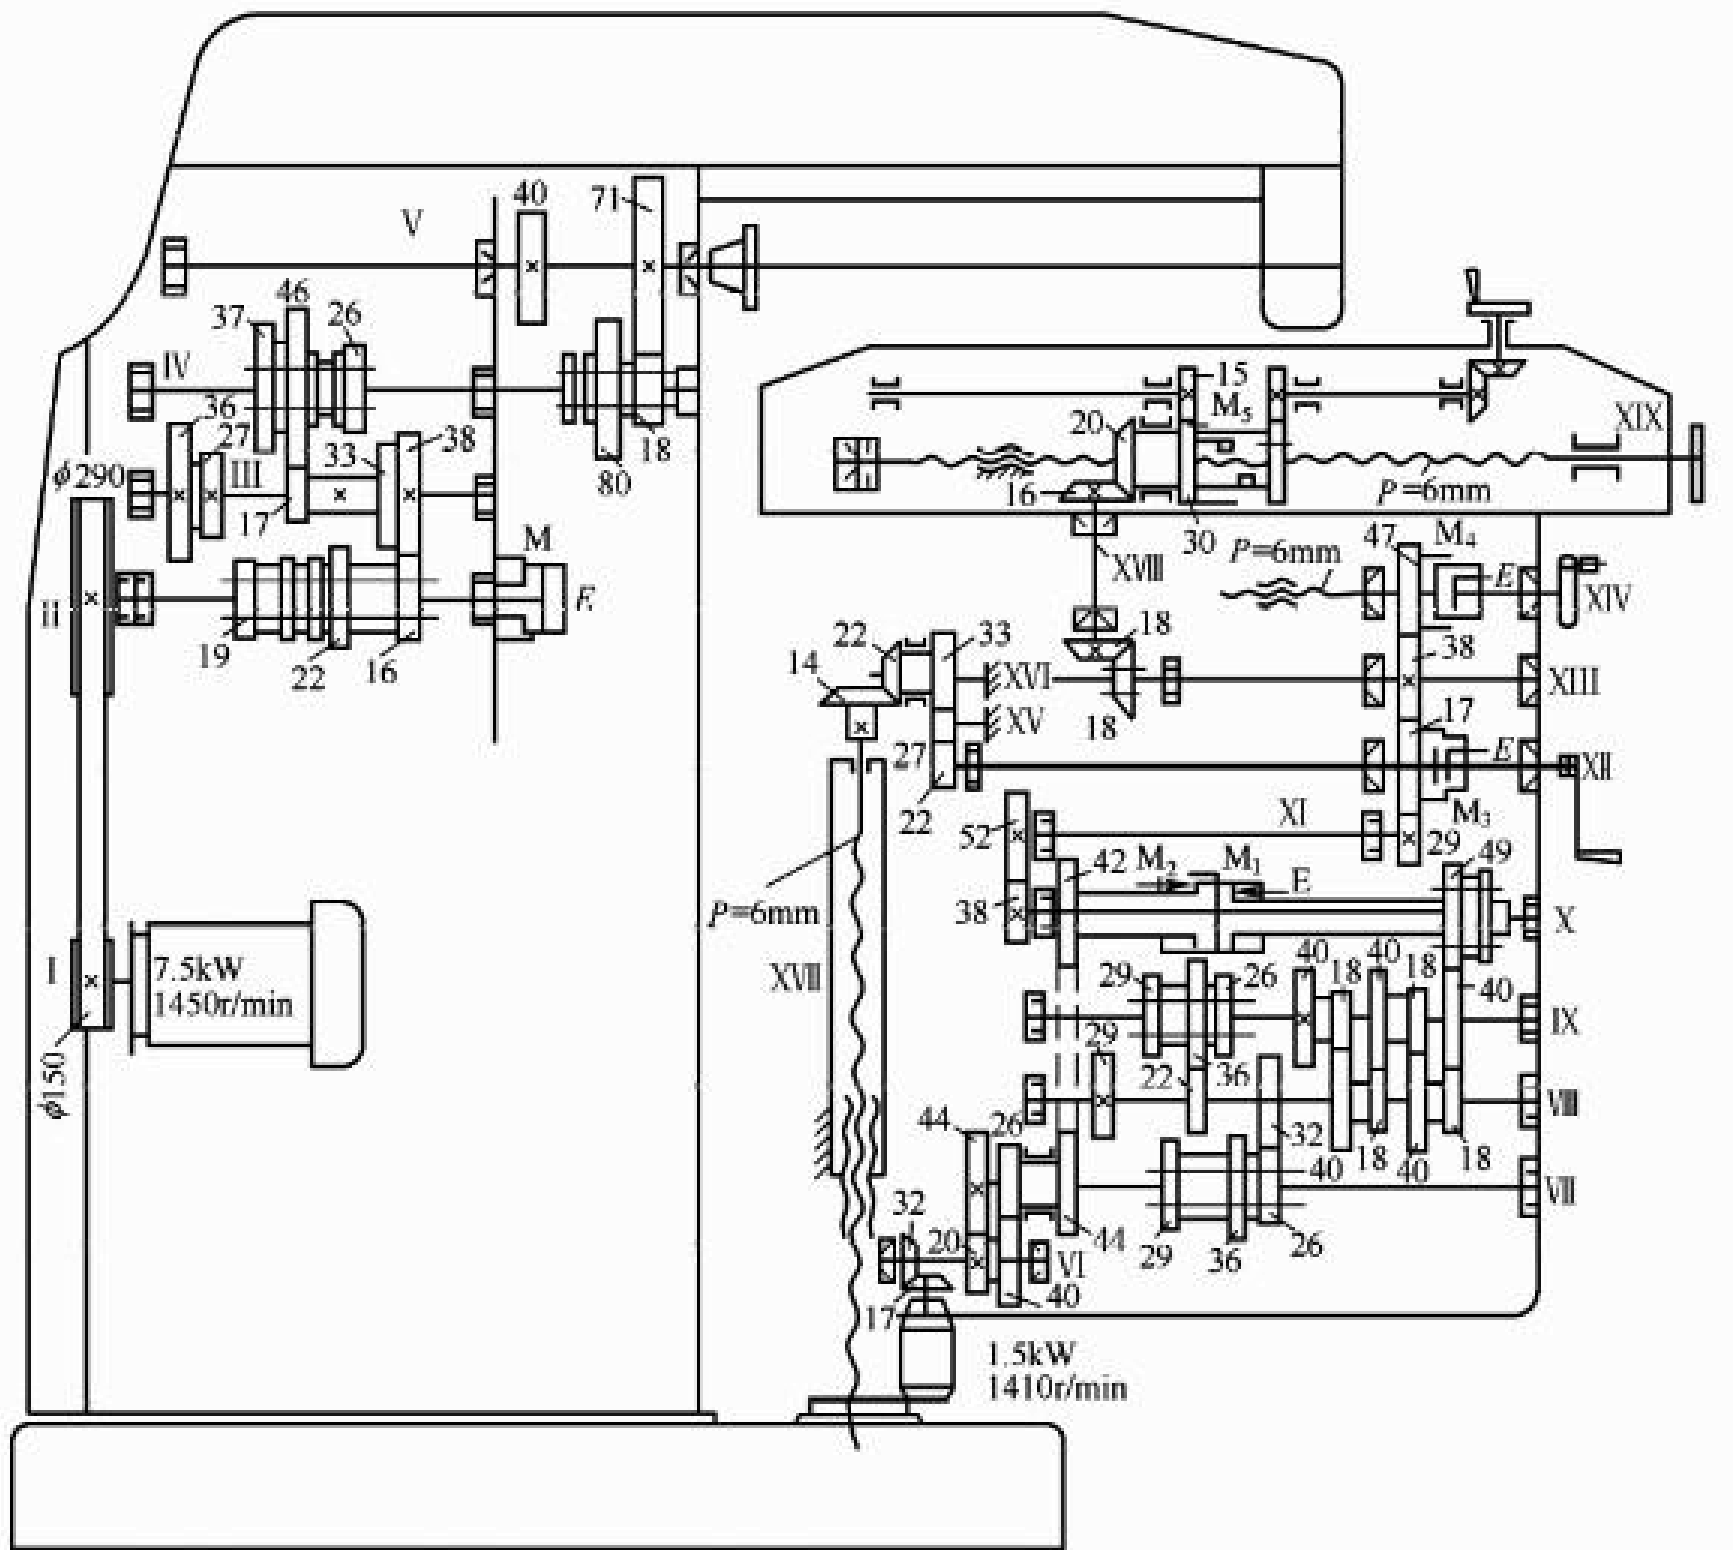 40
71
V
46
37
26
IV
36
27
III
33
38
18
80
17
ϕ290
M
E
II
19
22
16
I
7.5kW
1450r/min
ϕ150
15
M₅
20
XIX
16
P=6mm
30
P=6mm
47
M₄
E
XIV
XVIII
22
33
18
38
14
XVI
XIII
XV
18
17
27
E
XII
22
XI
M₃
52
29
49
42
M₂
M₁
E
P=6mm
38
X
XVII
29
26
40
18
40
18
40
IX
29
22
36
VIII
44
26
32
18
18
40
40
VII
32
20
44
29
36
26
VI
17
40
1.5kW
1410r/min